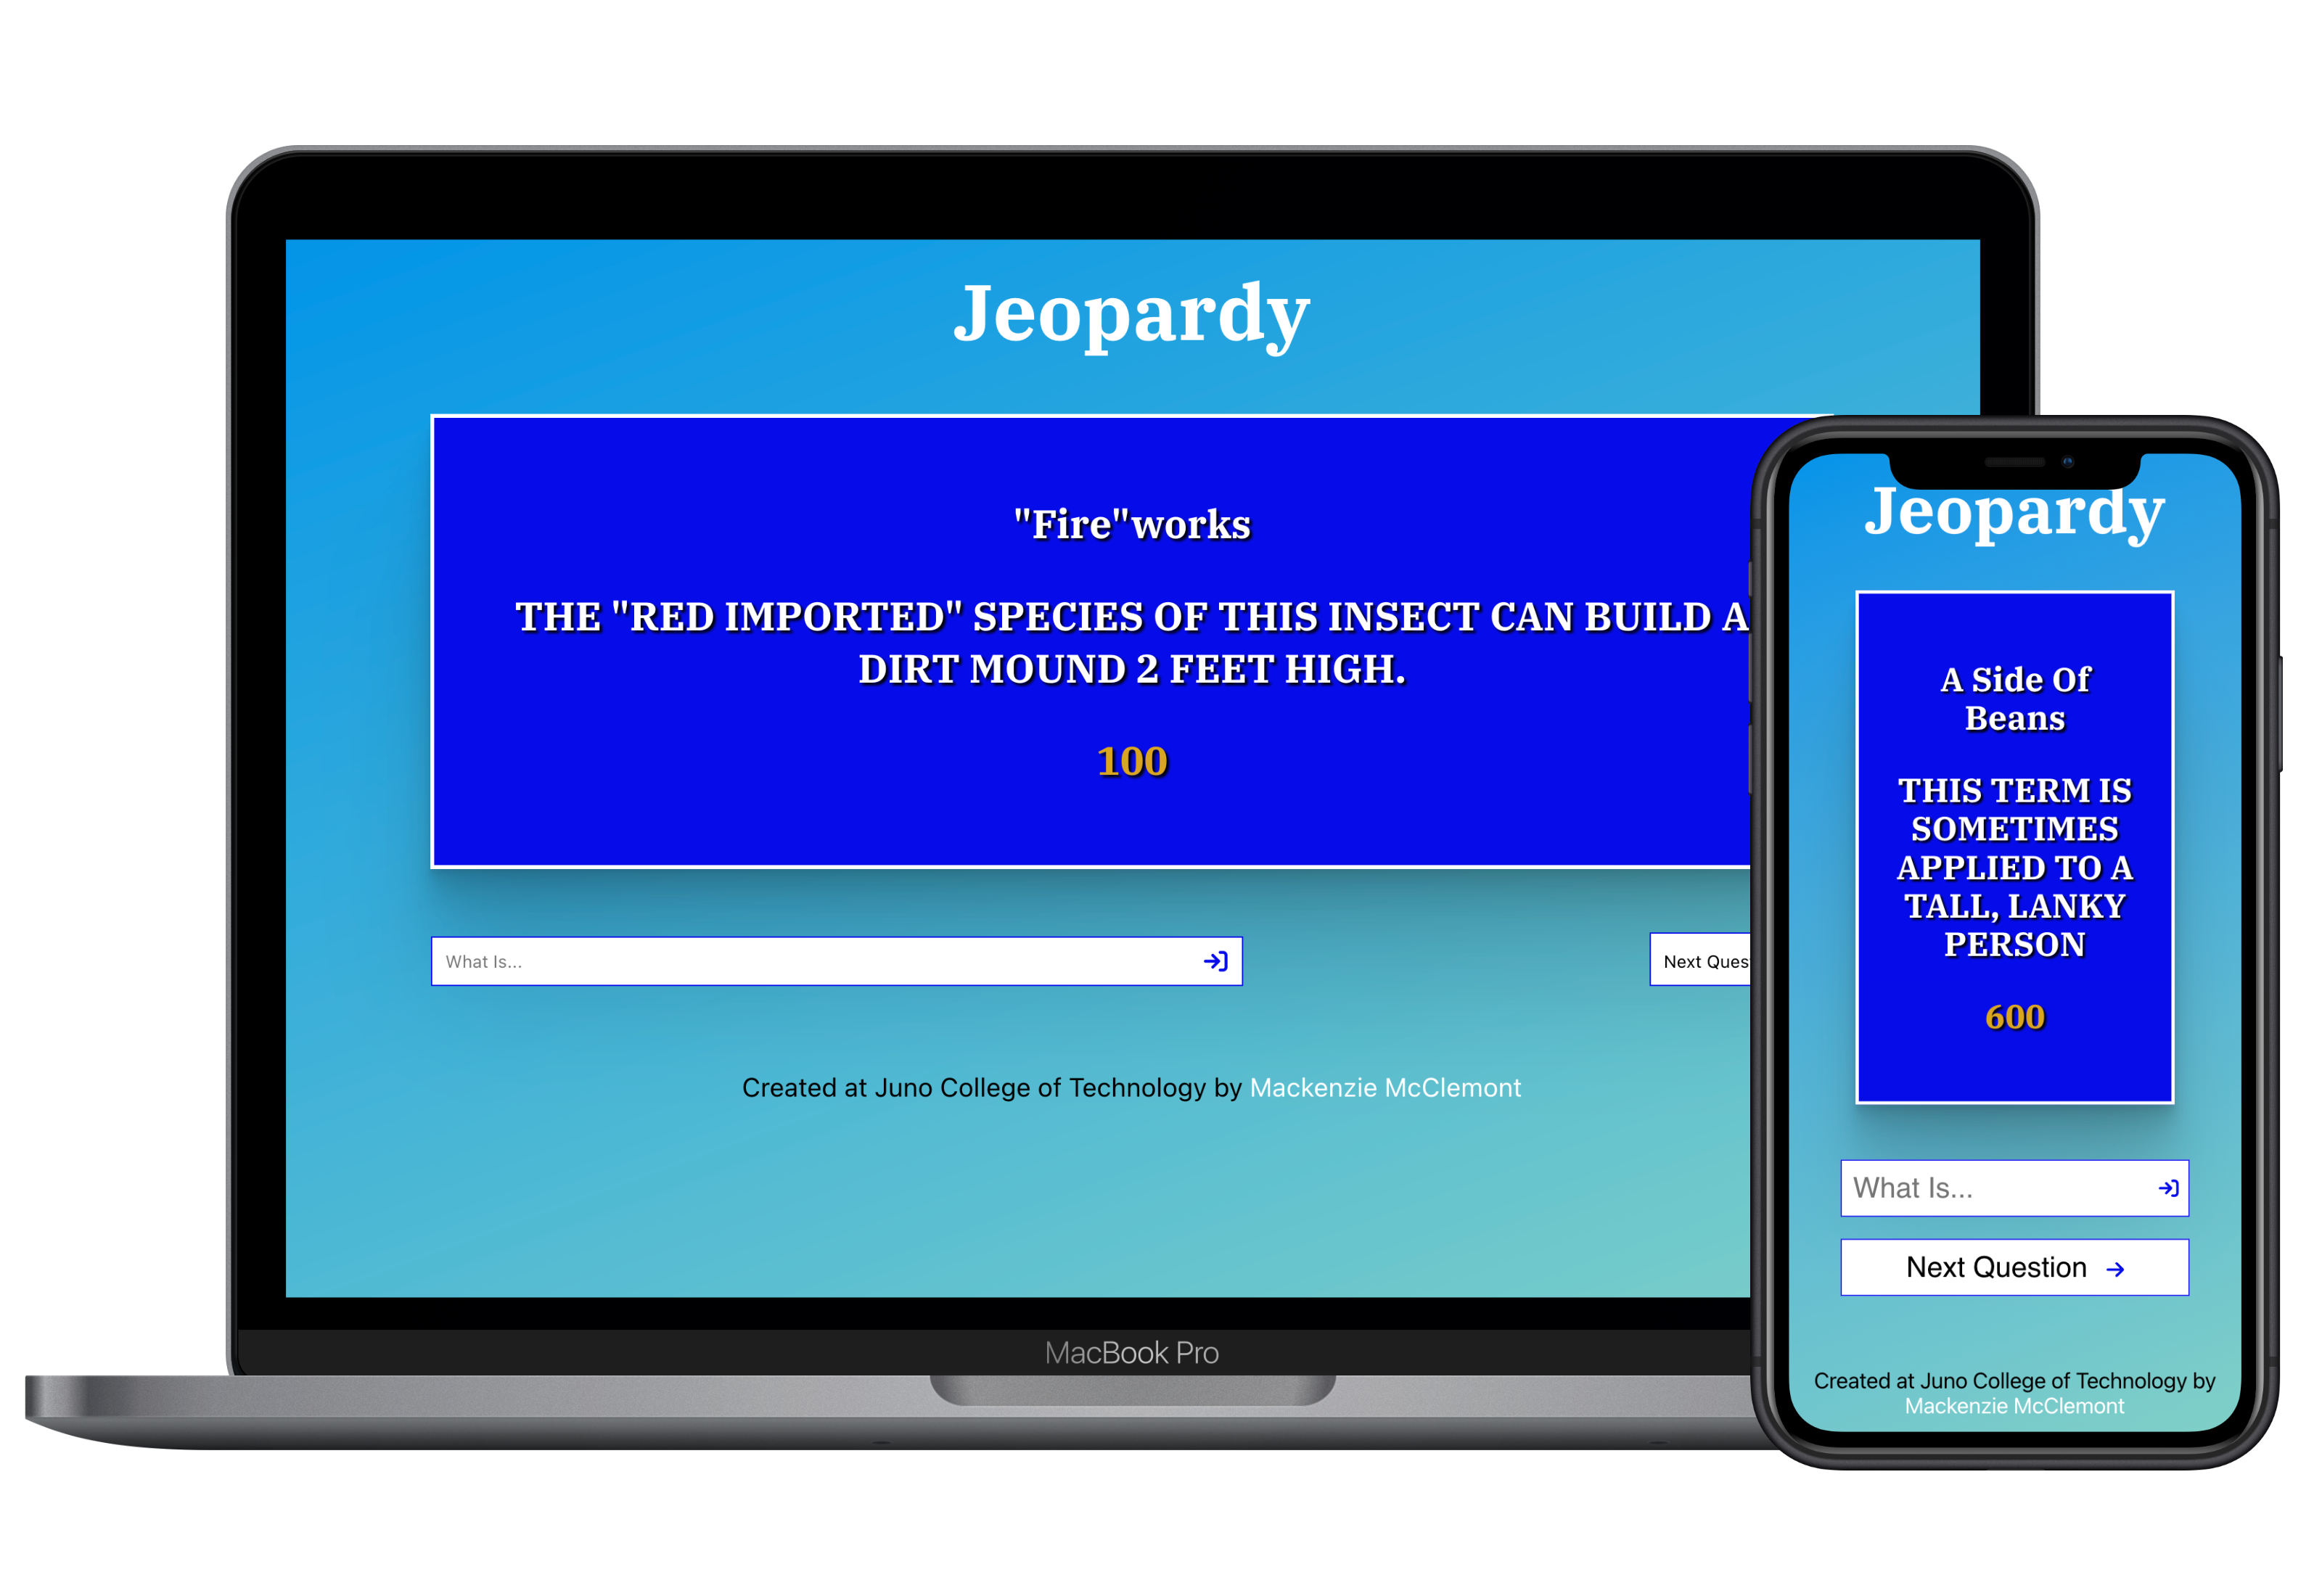 Jeopardy
"Fire"works
THE "RED IMPORTED" SPECIES OF THIS INSECT CAN BUILD A
DIRT MOUND 2 FEET HIGH.
100
What Is...
Next
Created at Juno College of Technology by Mackenzie McClemont
MacBook Pro
Jeopardy
A Side Of
Beans
THIS TERM IS
SOMETIMES
APPLIED TO A
TALL, LANKY
PERSON
600
What Is...
Next Question
Created at Juno College of Technology by
Mackenzie McClemont